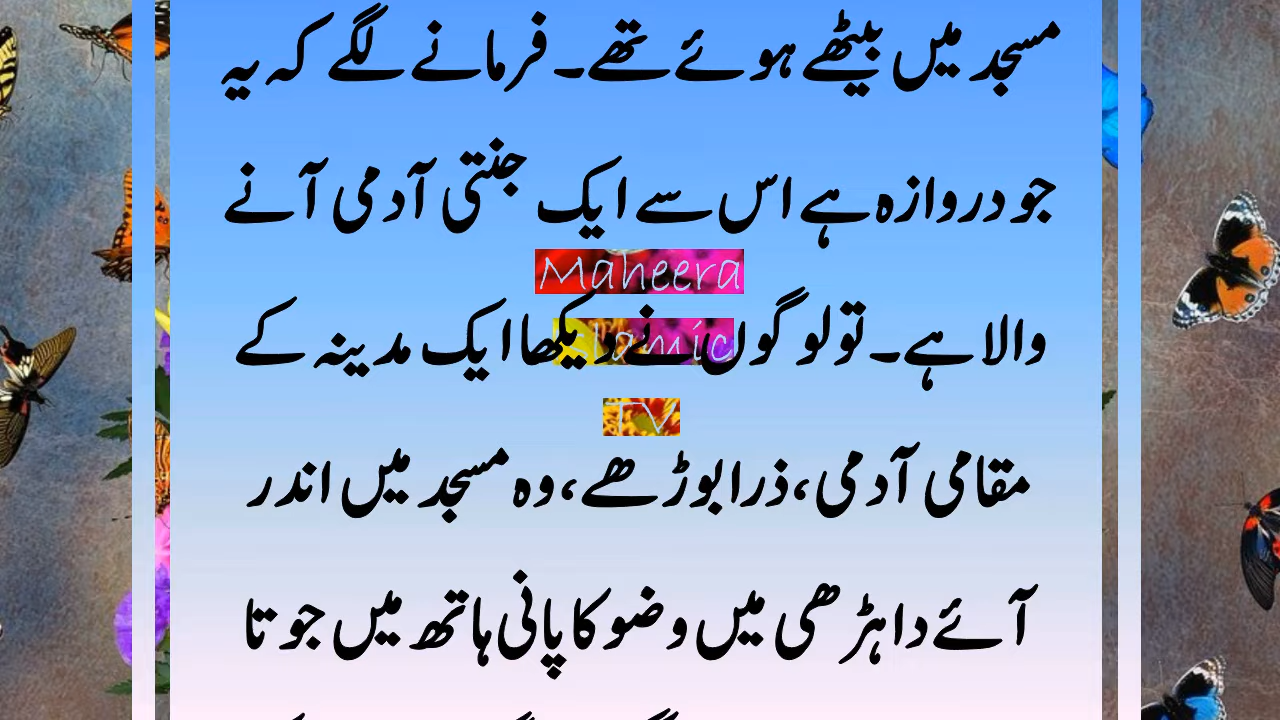 مسجد میں بیٹھے ہوئے تھے۔ فرمانے لگے کہ یہ
جو دروازہ ہے اس سے ایک جنتی آدمی آنے
Maheera
والا ہے۔ تو لوگوں نے دیکھا ایک مدینہ کے
Islamic
TV
مقامی آدمی، ذرا بوڑھے، وہ مسجد میں اندر
آئے داہڑھی میں وضو کا پانی ہاتھ میں جوتا